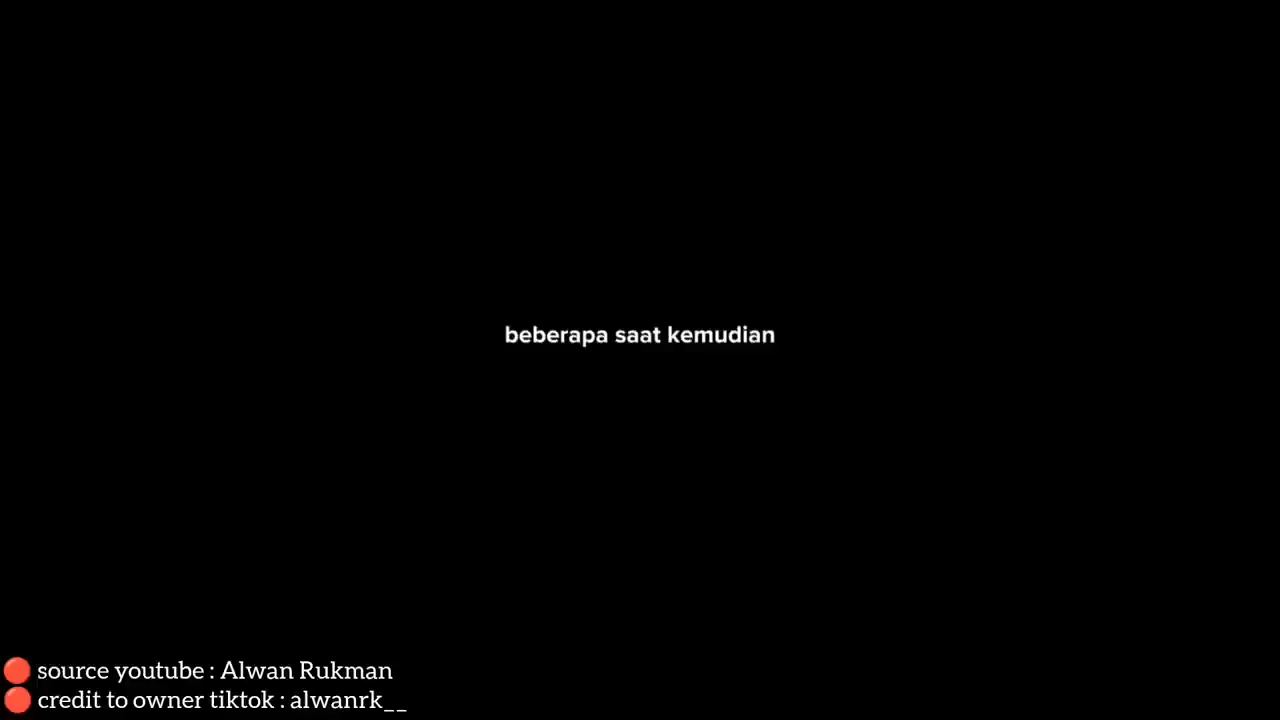 beberapa saat kemudian
🔴 source youtube : Alwan Rukman
🔴 credit to owner tiktok : alwanrk__